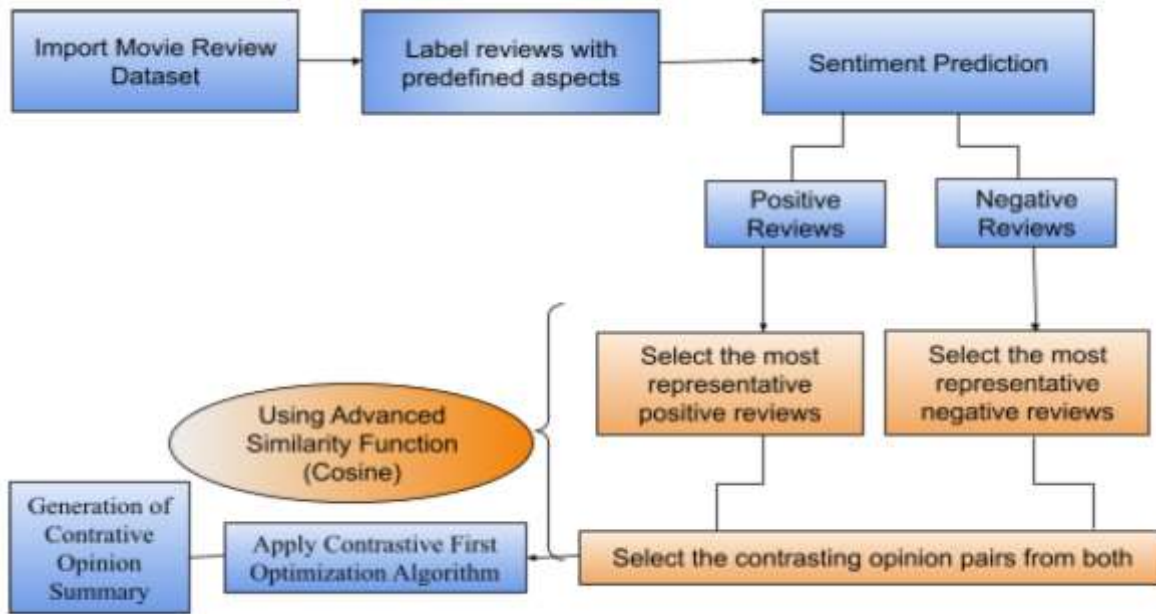 Import Movie Review
Dataset
Label reviews with
predefined aspects
Sentiment Prediction
Positive
Reviews
Negative
Reviews
Select the most
representative
positive reviews
Select the most
representative
negative reviews
Using Advanced
Similarity Function
(Cosine)
Select the contrasting opinion pairs from both
Apply Contrastive First
Optimization Algorithm
Generation of
Contrative
Opinion
Summary